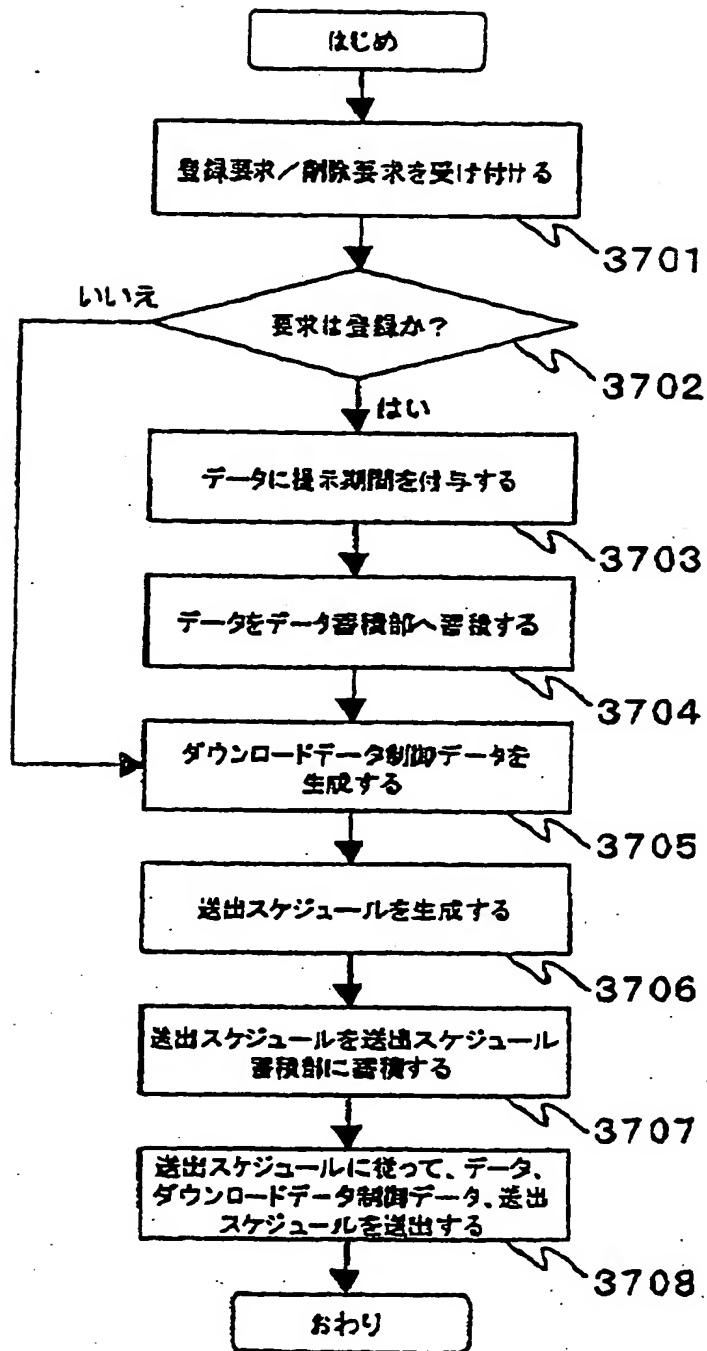 はじめ
登録要求／削除要求を受け付ける
3701
いいえ
要求は登録か？
3702
はい
データに提示期間を付与する
3703
データをデータ蓄積部へ蓄積する
3704
ダウンロードデータ制御データを
生成する
3705
送出スケジュールを生成する
3706
送出スケジュールを送出スケジュール
蓄積部に蓄積する
3707
送出スケジュールに従って、データ、
ダウンロードデータ制御データ、送出
スケジュールを送出する
3708
おわり